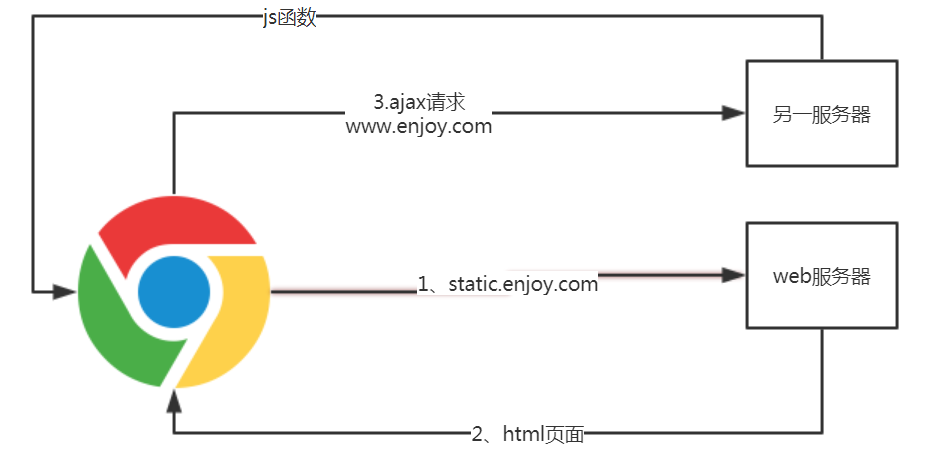 js函数
3.ajax请求
www.enjoy.com
另一服务器
1、static.enjoy.com
web服务器
2、html页面